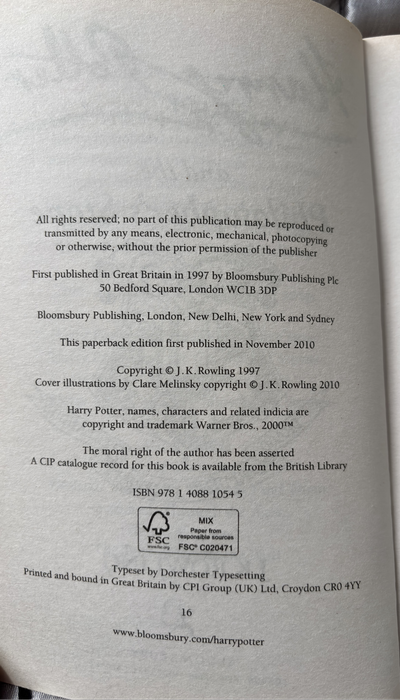 All rights reserved; no part of this publication may be reproduced or
transmitted by any means, electronic, mechanical, photocopying
or otherwise, without the prior permission of the publisher
First published in Great Britain in 1997 by Bloomsbury Publishing Plc
50 Bedford Square, London WC1B 3DP
Bloomsbury Publishing, London, New Delhi, New York and Sydney
This paperback edition first published in November 2010
Copyright © J.K. Rowling 1997
Cover illustrations by Clare Melinsky copyright © J.K. Rowling 2010
Harry Potter, names, characters and related indicia are
copyright and trademark Warner Bros., 2000™
The moral right of the author has been asserted
A CIP catalogue record for this book is available from the British Library
ISBN 978 1 4088 1054 5
FSC
MIX
Paper from
responsible sources
FSC® C020471
Typeset by Dorchester Typesetting
Printed and bound in Great Britain by CPI Group (UK) Ltd, Croydon CR0 4YY
16
www.bloomsbury.com/harrypotter